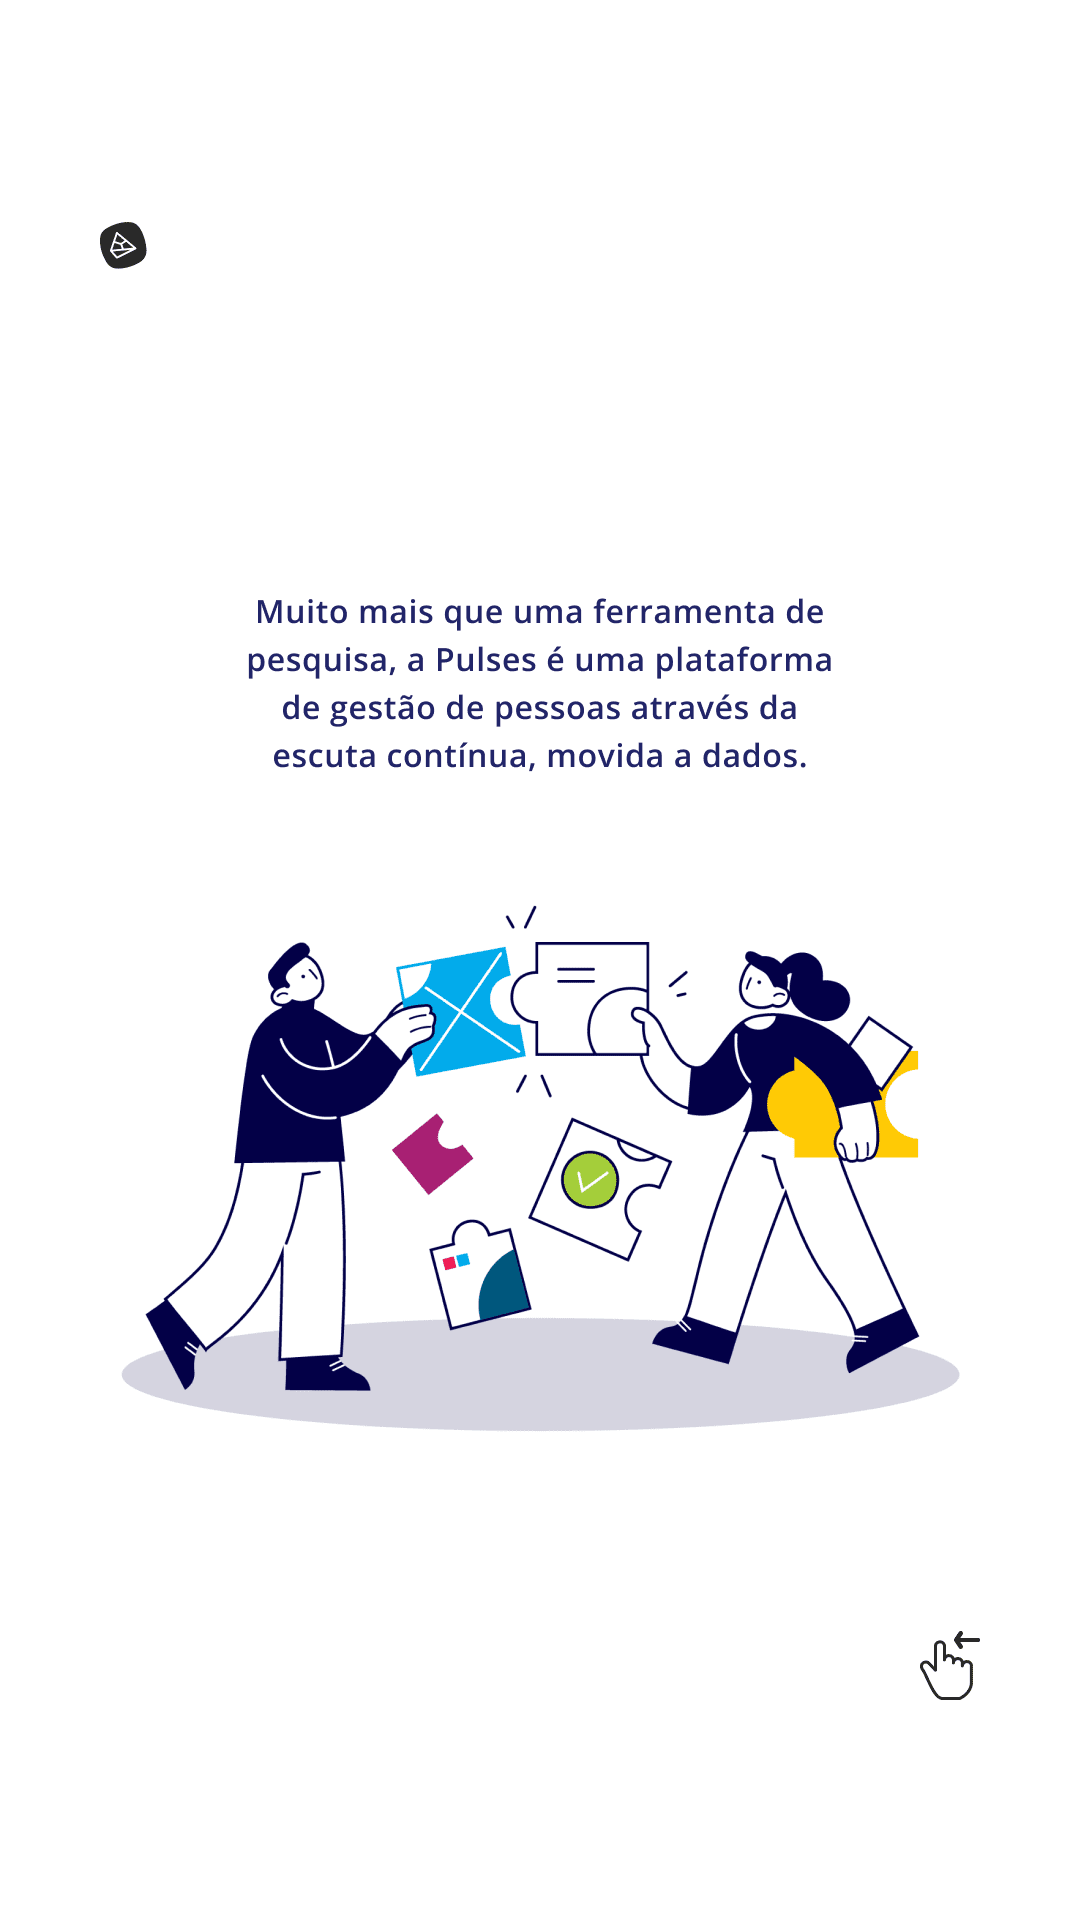 Muito mais que uma ferramenta de
pesquisa, a Pulses é uma plataforma
de gestão de pessoas através da
escuta contínua, movida a dados.